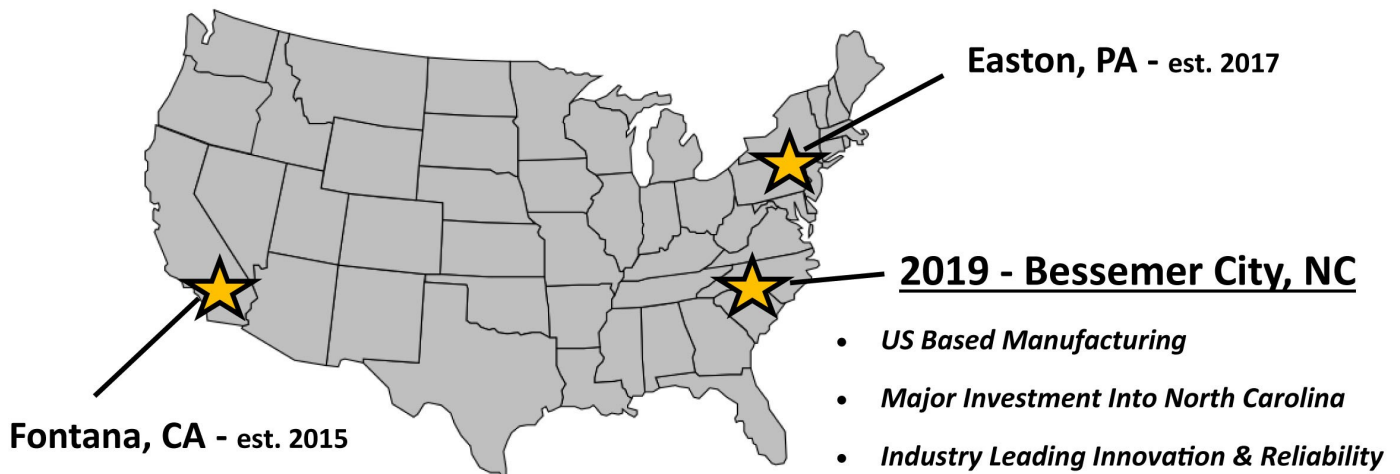 Easton, PA - est. 2017
2019 - Bessemer City, NC
• US Based Manufacturing
• Major Investment Into North Carolina
• Industry Leading Innovation & Reliability
Fontana, CA - est. 2015